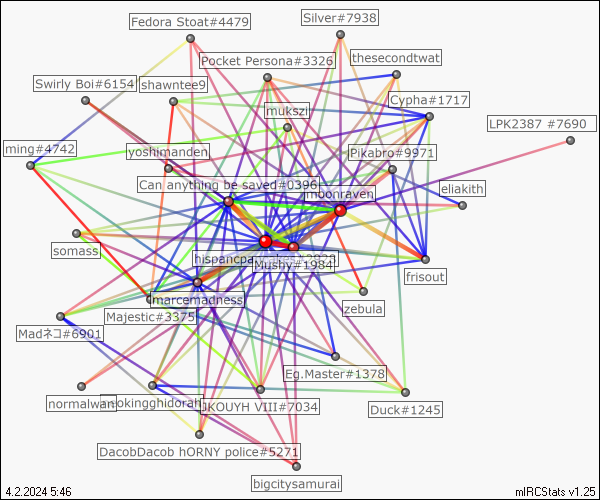 Fedora Stoat#4479
Silver#7938
Pocket Persona#3326
thesecondtwat
Swirly Boi#6154
shawntee9
Cypha#1717
mukszi
LPK2387 #7690
ming#4742
yoshimanden
Pikabro#9971
Can anything be saved#0396
moonraven
eliakith
somass
hispancpa
Mushy#1984
frisout
marcemadness
zebula
Majestic#3375
Madネコ#6901
Eg.Master#1378
normalwan
okingghidorah
GKOUYH VIII#7034
Duck#1245
DacobDacob hORNY police#5271
bigcitysamurai
4.2.2024 5:46
mIRCStats v1.25